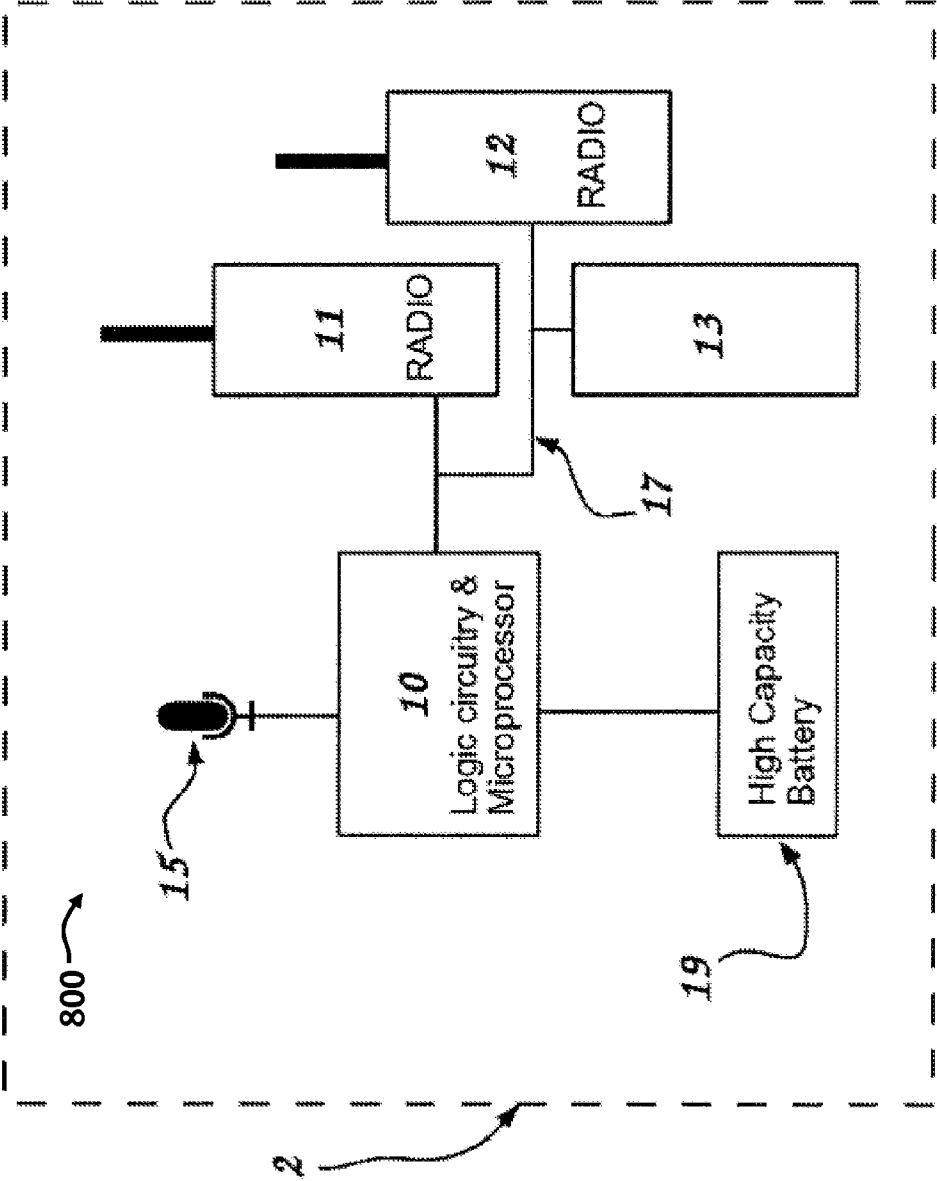 800
15
10
Logic circuitry &
Microprocessor
11
RADIO
12
RADIO
13
17
19
High Capacity
Battery
2